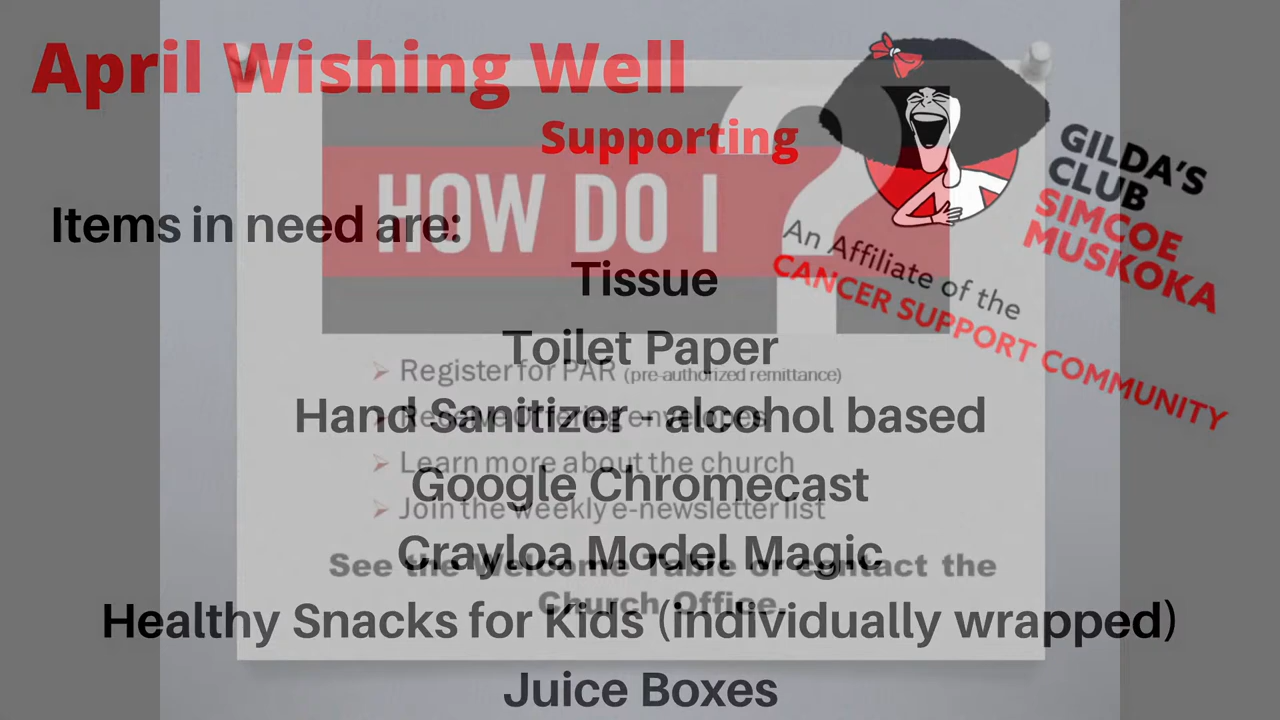 April Wishing Well
Supporting
GILDA'S
CLUB
SIMCOE
MUSKOKA
An Affiliate of the
CANCER SUPPORT COMMUNITY
Items in need are:
Tissue
Toilet Paper
Hand Sanitizer - alcohol based
Google Chromecast
Crayloa Model Magic
Healthy Snacks for Kids (individually wrapped)
Juice Boxes
HOW DO I ?
Register for PAR (pre-authorized remittance)
Receive Offering envelopes
Learn more about the church
Join the weekly e-newsletter list
See the Welcome Table or contact the
Church Office.